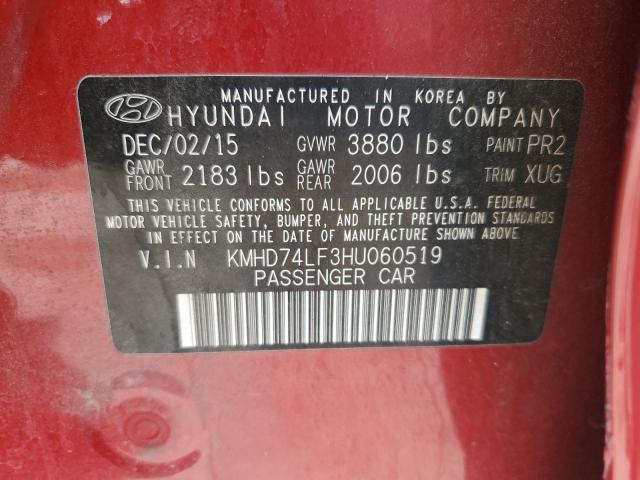 MANUFACTURED IN KOREA BY
HYUNDAI MOTOR COMPANY
DEC/02/15 GVWR 3880 lbs PAINT PR2
GAWR FRONT 2183 lbs GAWR REAR 2006 lbs TRIM XUG
THIS VEHICLE CONFORMS TO ALL APPLICABLE U.S.A. FEDERAL
MOTOR VEHICLE SAFETY, BUMPER, AND THEFT PREVENTION STANDARDS
IN EFFECT ON THE DATE OF MANUFACTURE SHOWN ABOVE.
V.I.N KMHD74LF3HU060519
PASSENGER CAR